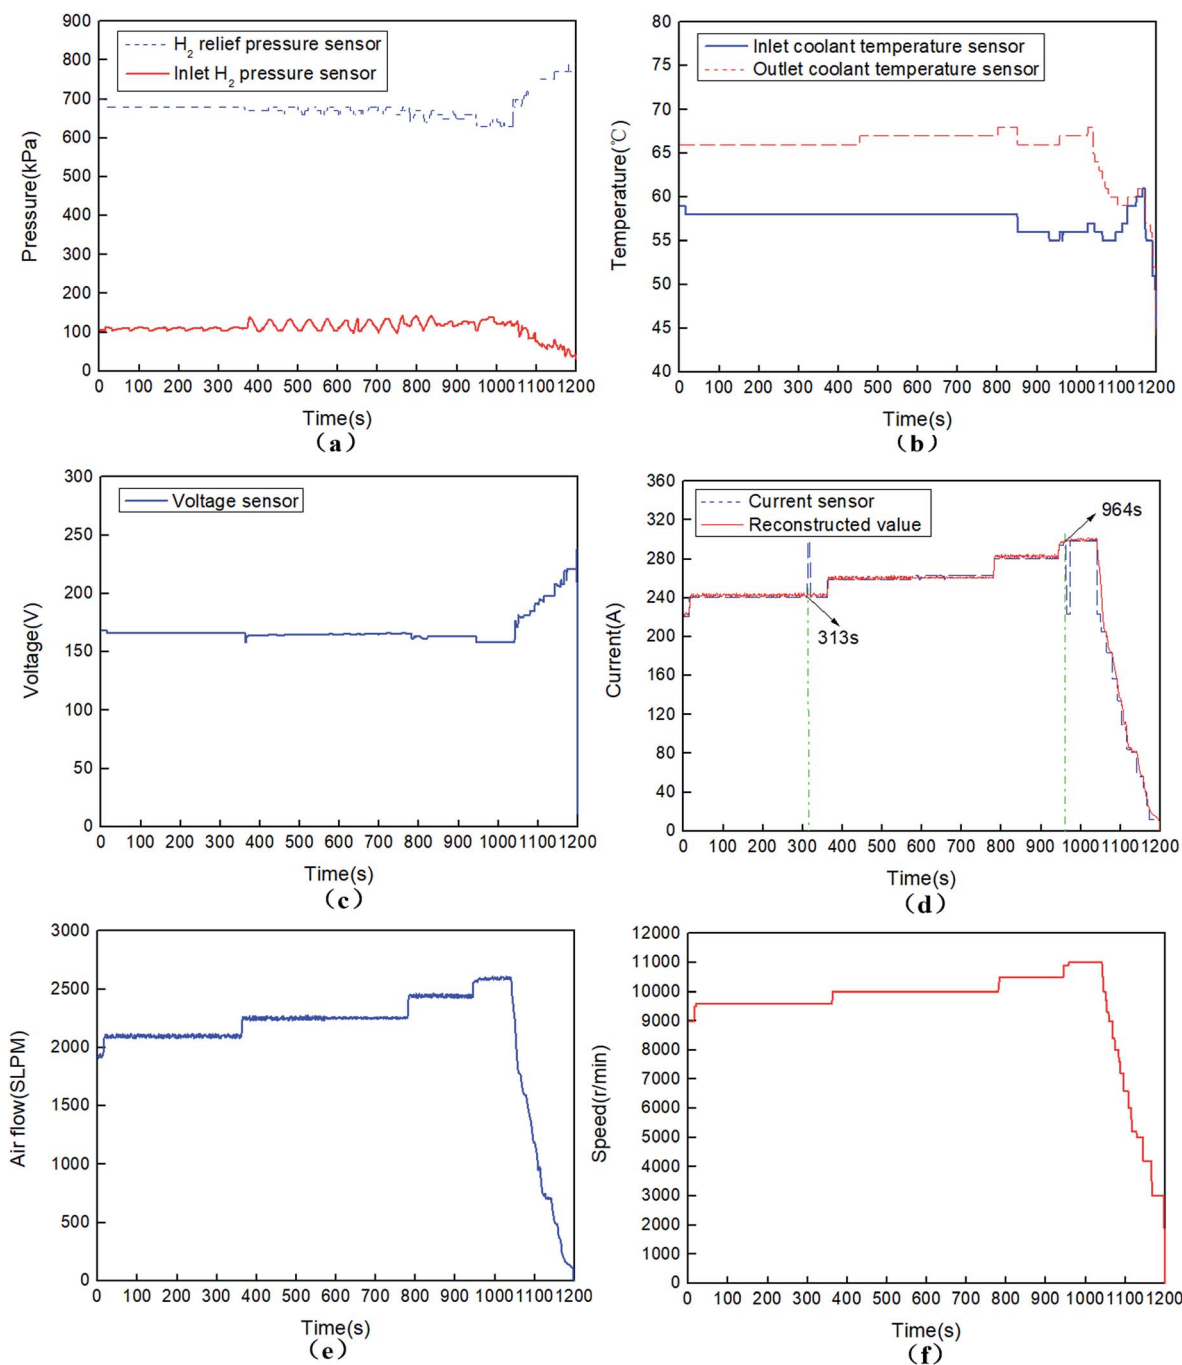 900
800
700
600
500
400
300
200
100
0
Pressure(kPa)
H2 relief pressure sensor
Inlet H2 pressure sensor
0 100 200 300 400 500 600 700 800 900 1000 1100 1200
Time(s)
(a)
80
75
70
65
60
55
50
45
40
Temperature(℃)
Inlet coolant temperature sensor
Outlet coolant temperature sensor
0 100 200 300 400 500 600 700 800 900 1000 1100 1200
Time(s)
(b)
300
250
200
150
100
50
0
Voltage(V)
Voltage sensor
0 100 200 300 400 500 600 700 800 900 1000 1100 1200
Time(s)
(c)
360
320
280
240
200
160
120
80
40
0
Current(A)
Current sensor
Reconstructed value
964s
313s
0 100 200 300 400 500 600 700 800 900 1000 1100 1200
Time(s)
(d)
3000
2500
2000
1500
1000
500
0
Air flow(SLPM)
0 100 200 300 400 500 600 700 800 900 1000 1100 1200
Time(s)
(e)
12000
11000
10000
9000
8000
7000
6000
5000
4000
3000
2000
1000
0
Speed(r/min)
0 100 200 300 400 500 600 700 800 900 1000 1100 1200
Time(s)
(f)